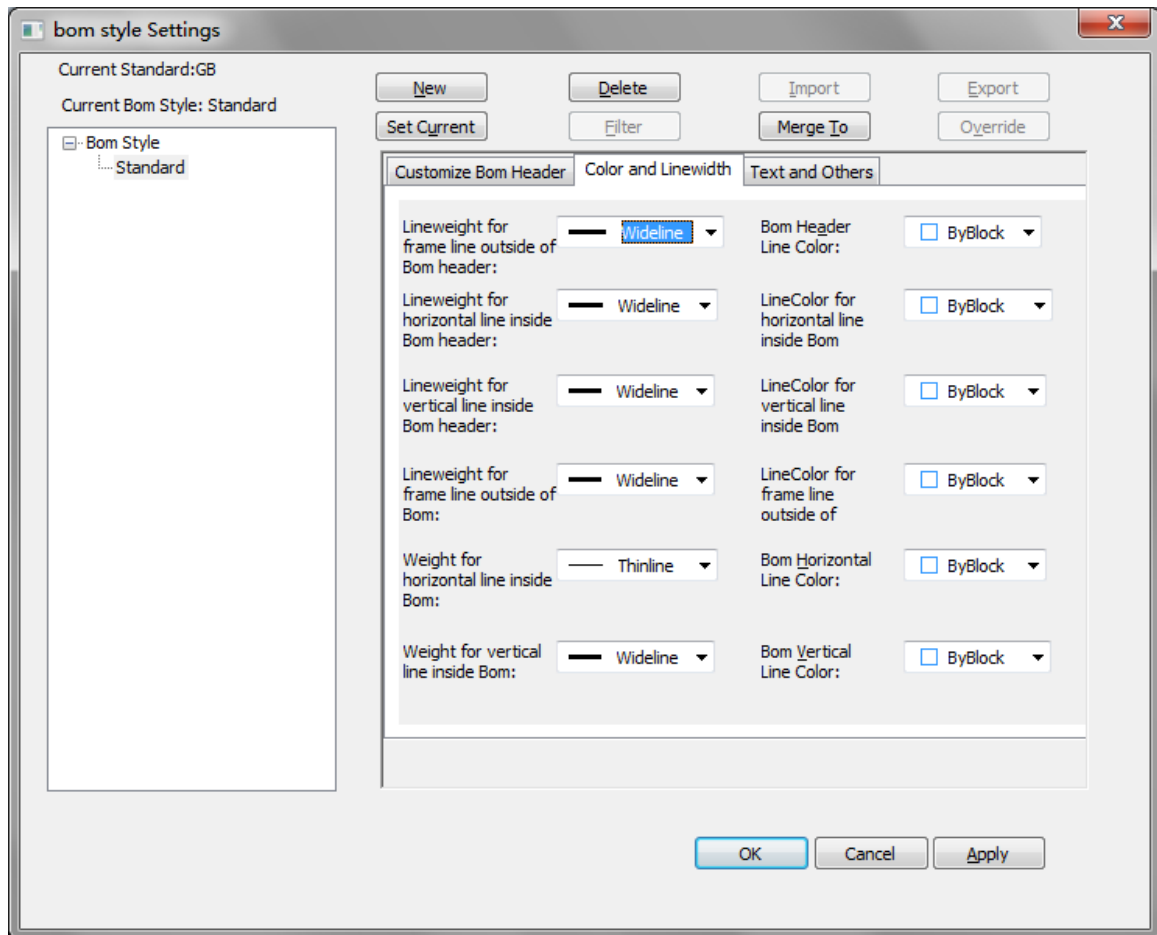 bom style Settings
Current Standard:GB
Current Bom Style: Standard
Bom Style
Standard
New
Delete
Import
Export
Set Current
Filter
Merge To
Override
Customize Bom Header
Color and Linewidth
Text and Others
Lineweight for
frame line outside of
Bom header:
Wideline
Bom Header
Line Color:
ByBlock
Lineweight for
horizontal line inside
Bom header:
Wideline
LineColor for
horizontal line
inside Bom
ByBlock
Lineweight for
vertical line inside
Bom header:
Wideline
LineColor for
vertical line
inside Bom
ByBlock
Lineweight for
frame line outside of
Bom:
Wideline
LineColor for
frame line
outside of
ByBlock
Weight for
horizontal line inside
Bom:
Thinline
Bom Horizontal
Line Color:
ByBlock
Weight for vertical
line inside Bom:
Wideline
Bom Vertical
Line Color:
ByBlock
OK
Cancel
Apply